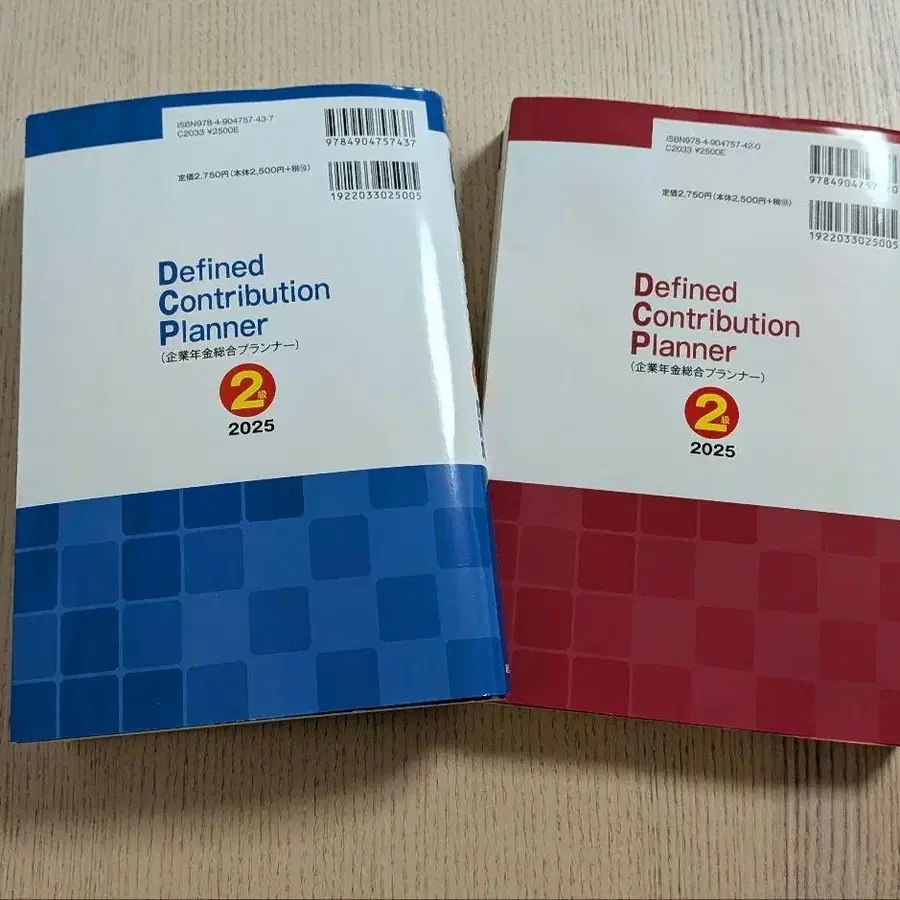 ISBN978-4-904757-43-7
C2033 ¥2500E
9784904757437
定価2,750円(本体2,500円+税⑩)
1922033025005
Defined
Contribution
Planner
(企業年金総合プランナー)
2級
2025
ISBN978-4-904757-42-0
C2033 ¥2500E
定価2,750円(本体2,500円+税⑩)
1922033025005
Defined
Contribution
Planner
(企業年金総合プランナー)
2級
2025